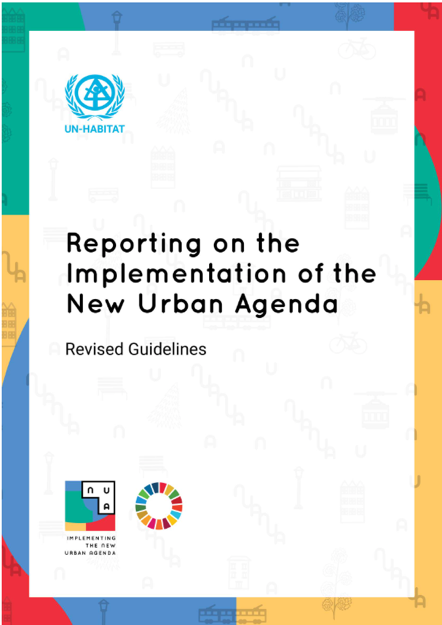 UN-HABITAT
Reporting on the
Implementation of the
New Urban Agenda
Revised Guidelines
N U
A
IMPLEMENTING
THE NEW
URBAN AGENDA